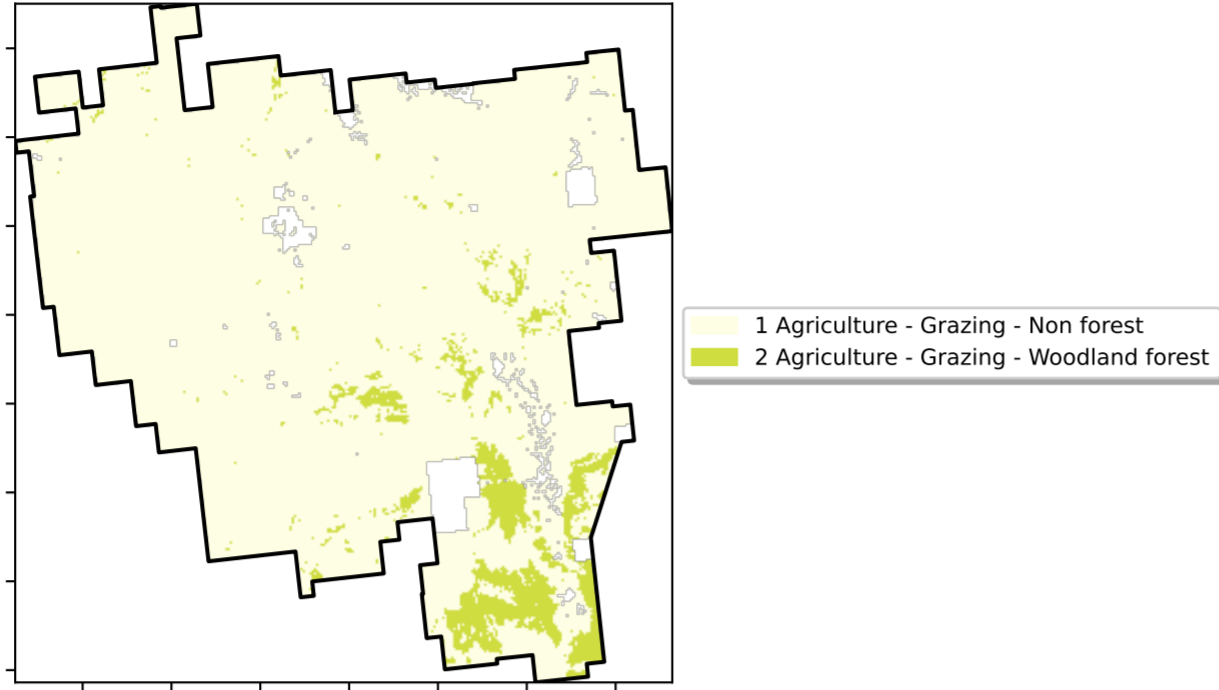 1 Agriculture - Grazing - Non forest
2 Agriculture - Grazing - Woodland forest